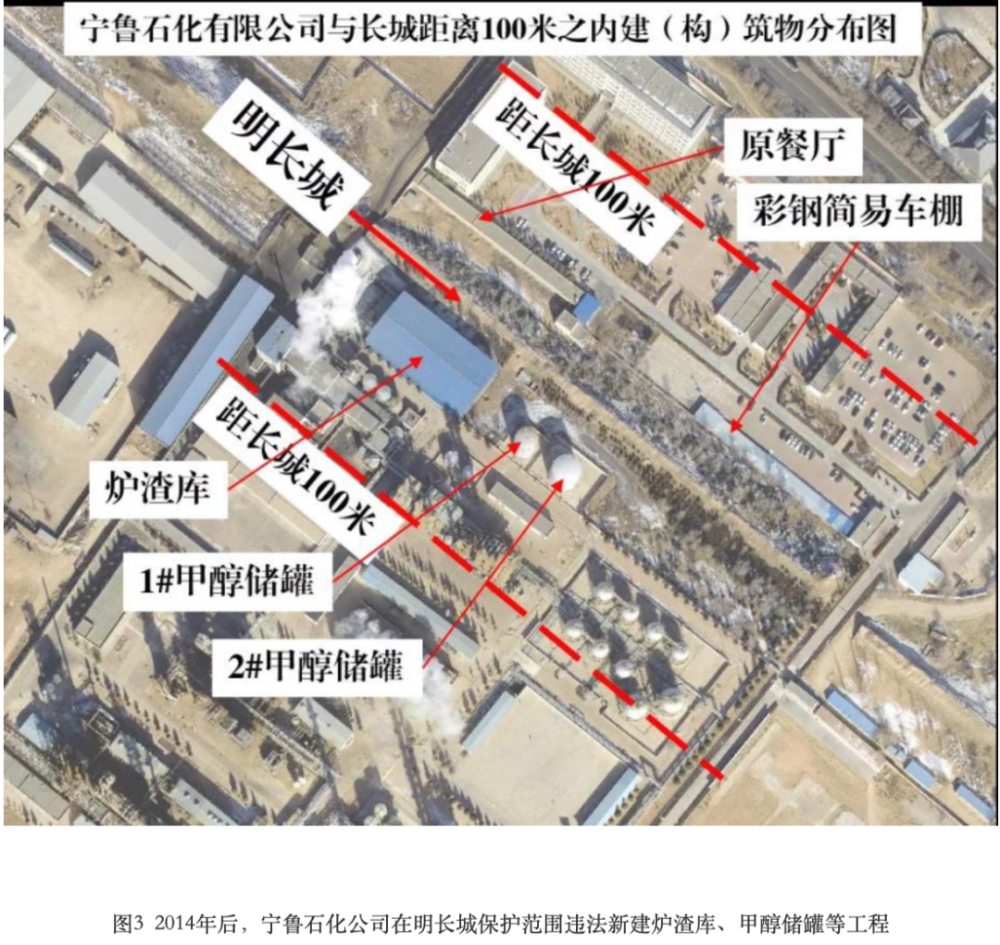 宁鲁石化有限公司与长城距离100米之内建（构）筑物分布图
明长城
距长城100米
原餐厅
彩钢简易车棚
距长城100米
炉渣库
1#甲醇储罐
2#甲醇储罐
图3 2014年后，宁鲁石化公司在明长城保护范围违法新建炉渣库、甲醇储罐等工程